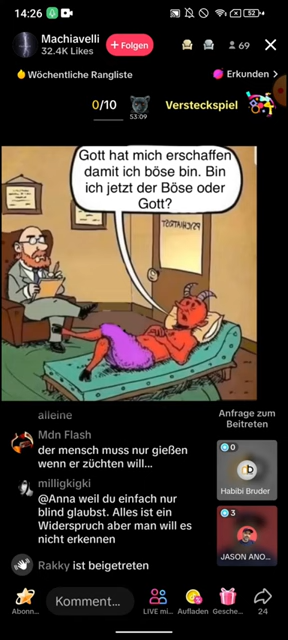 14:26
52
Machiavelli
32.4K Likes
+ Folgen
69
Wöchentliche Rangliste
Erkunden >
0/10
53:09
Versteckspiel
Gott hat mich erschaffen
damit ich böse bin. Bin
ich jetzt der Böse oder
Gott?
PSYCHIATRIST
alleine
Mdn Flash
der mensch muss nur gießen
wenn er züchten will...
milligkigki
@Anna weil du einfach nur
blind glaubst. Alles ist ein
Widerspruch aber man will es
nicht erkennen
Rakky ist beigetreten
Anfrage zum
Beitreten
0
Habibi Bruder
3
JASON ANO...
Abonn...
Komment...
LIVE mi...
Aufladen
Gesche...
24